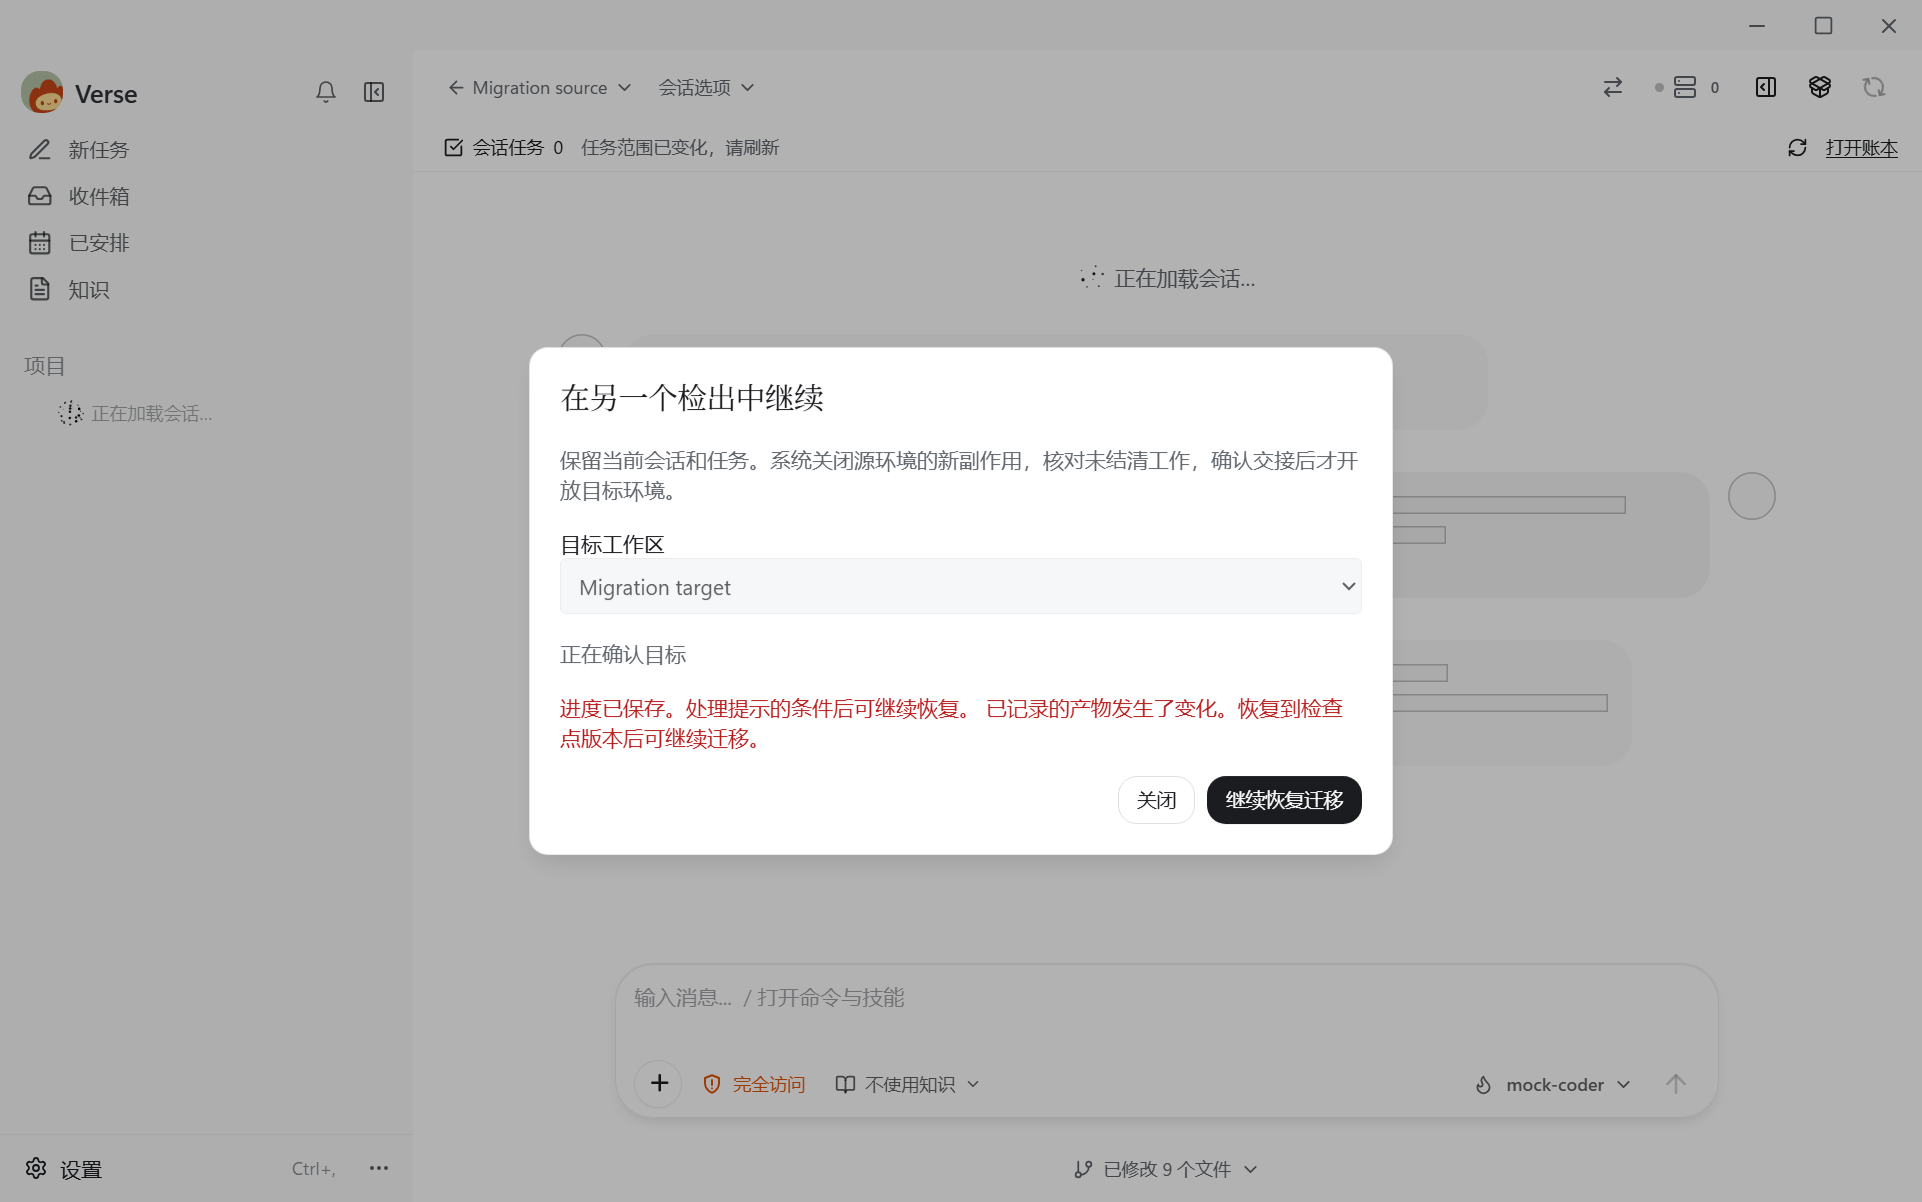 Verse
新任务
收件箱
已安排
知识
项目
正在加载会话...
设置
Ctrl+,
Migration source
会话选项
0
会话任务 0 任务范围已变化，请刷新
打开账本
正在加载会话...
在另一个检出中继续
保留当前会话和任务。系统关闭源环境的新副作用，核对未结清工作，确认交接后才开
放目标环境。
目标工作区
Migration target
正在确认目标
进度已保存。处理提示的条件后可继续恢复。 已记录的产物发生了变化。恢复到检查
点版本后可继续迁移。
关闭
继续恢复迁移
输入消息... / 打开命令与技能
完全访问
不使用知识
mock-coder
已修改 9 个文件